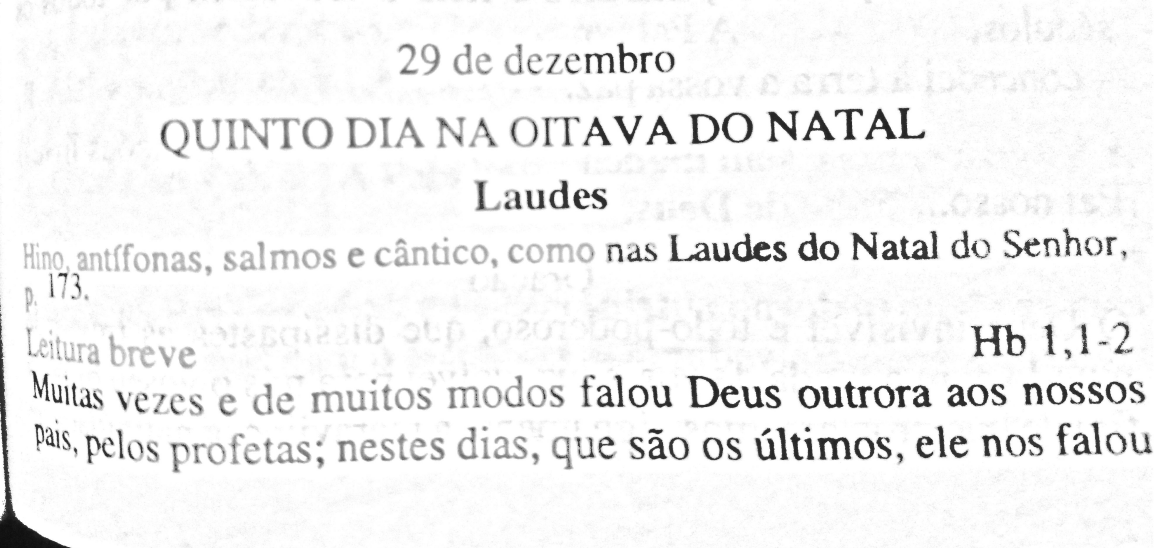 29 de dezembro
QUINTO DIA NA OITAVA DO NATAL
Laudes
Hino, antífonas, salmos e cântico, como nas Laudes do Natal do Senhor,
p. 173.
Leitura breve Hb 1,1-2
Muitas vezes e de muitos modos falou Deus outrora aos nossos
pais, pelos profetas; nestes dias, que são os últimos, ele nos falou